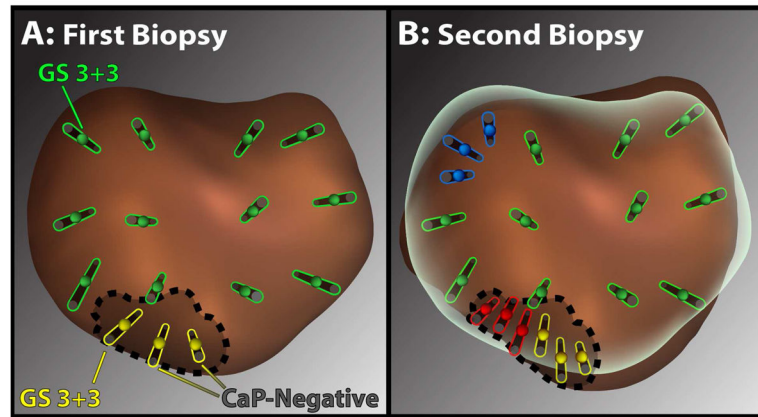 A: First Biopsy
GS 3+3
GS 3+3
CaP-Negative
B: Second Biopsy